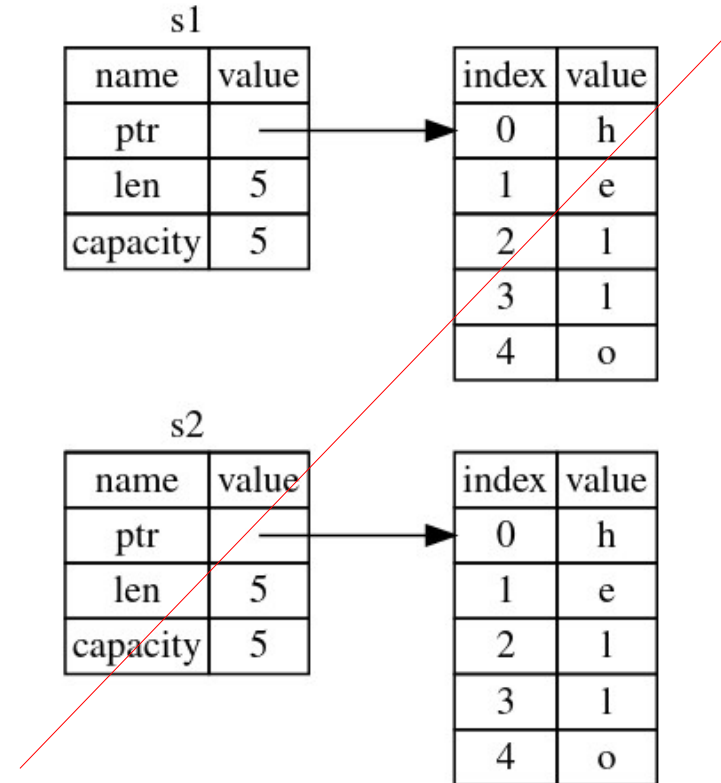 s1
name value
ptr
len 5
capacity 5
index value
0 h
1 e
2 l
3 l
4 o
s2
name value
ptr
len 5
capacity 5
index value
0 h
1 e
2 l
3 l
4 o